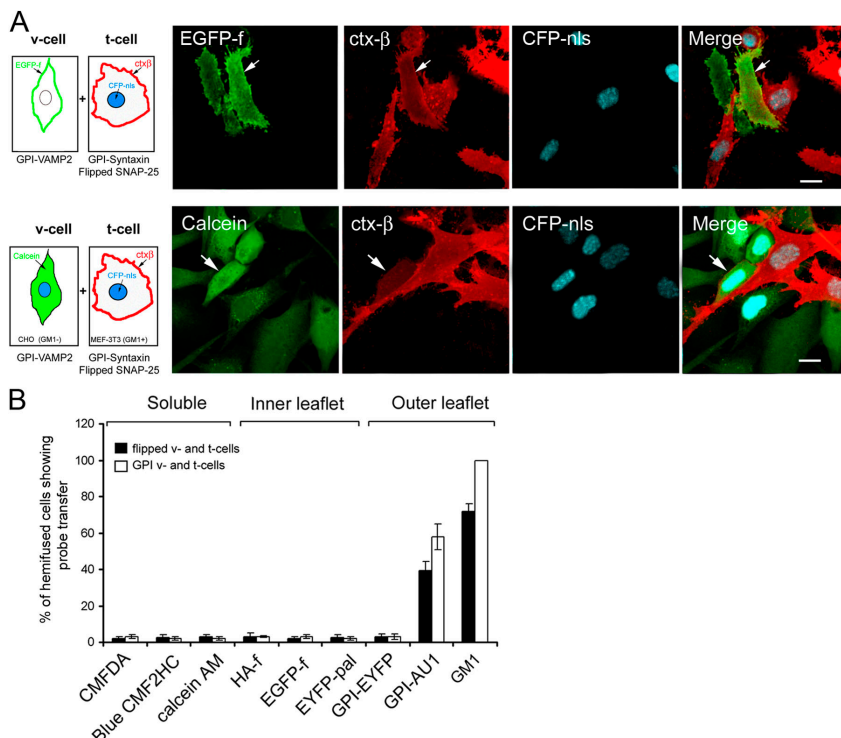 A
v-cell
t-cell
EGFP-f
ctxβ
CFP-nls
+
GPI-VAMP2
GPI-Syntaxin
Flipped SNAP-25
EGFP-f
ctx-β
CFP-nls
Merge
v-cell
t-cell
Calcein
ctxβ
CFP-nls
+
CHO (GM1-)
MEF-3T3 (GM1+)
GPI-VAMP2
GPI-Syntaxin
Flipped SNAP-25
Calcein
ctx-β
CFP-nls
Merge
B
Soluble
Inner leaflet
Outer leaflet
% of hemifused cells showing
probe transfer
120
100
80
60
40
20
0
flipped v- and t-cells
GPI v- and t-cells
CMFDA
Blue CMF2HC
calcein AM
HA-f
EGFP-f
EYFP-pal
GPI-EYFP
GPI-AU1
GM1